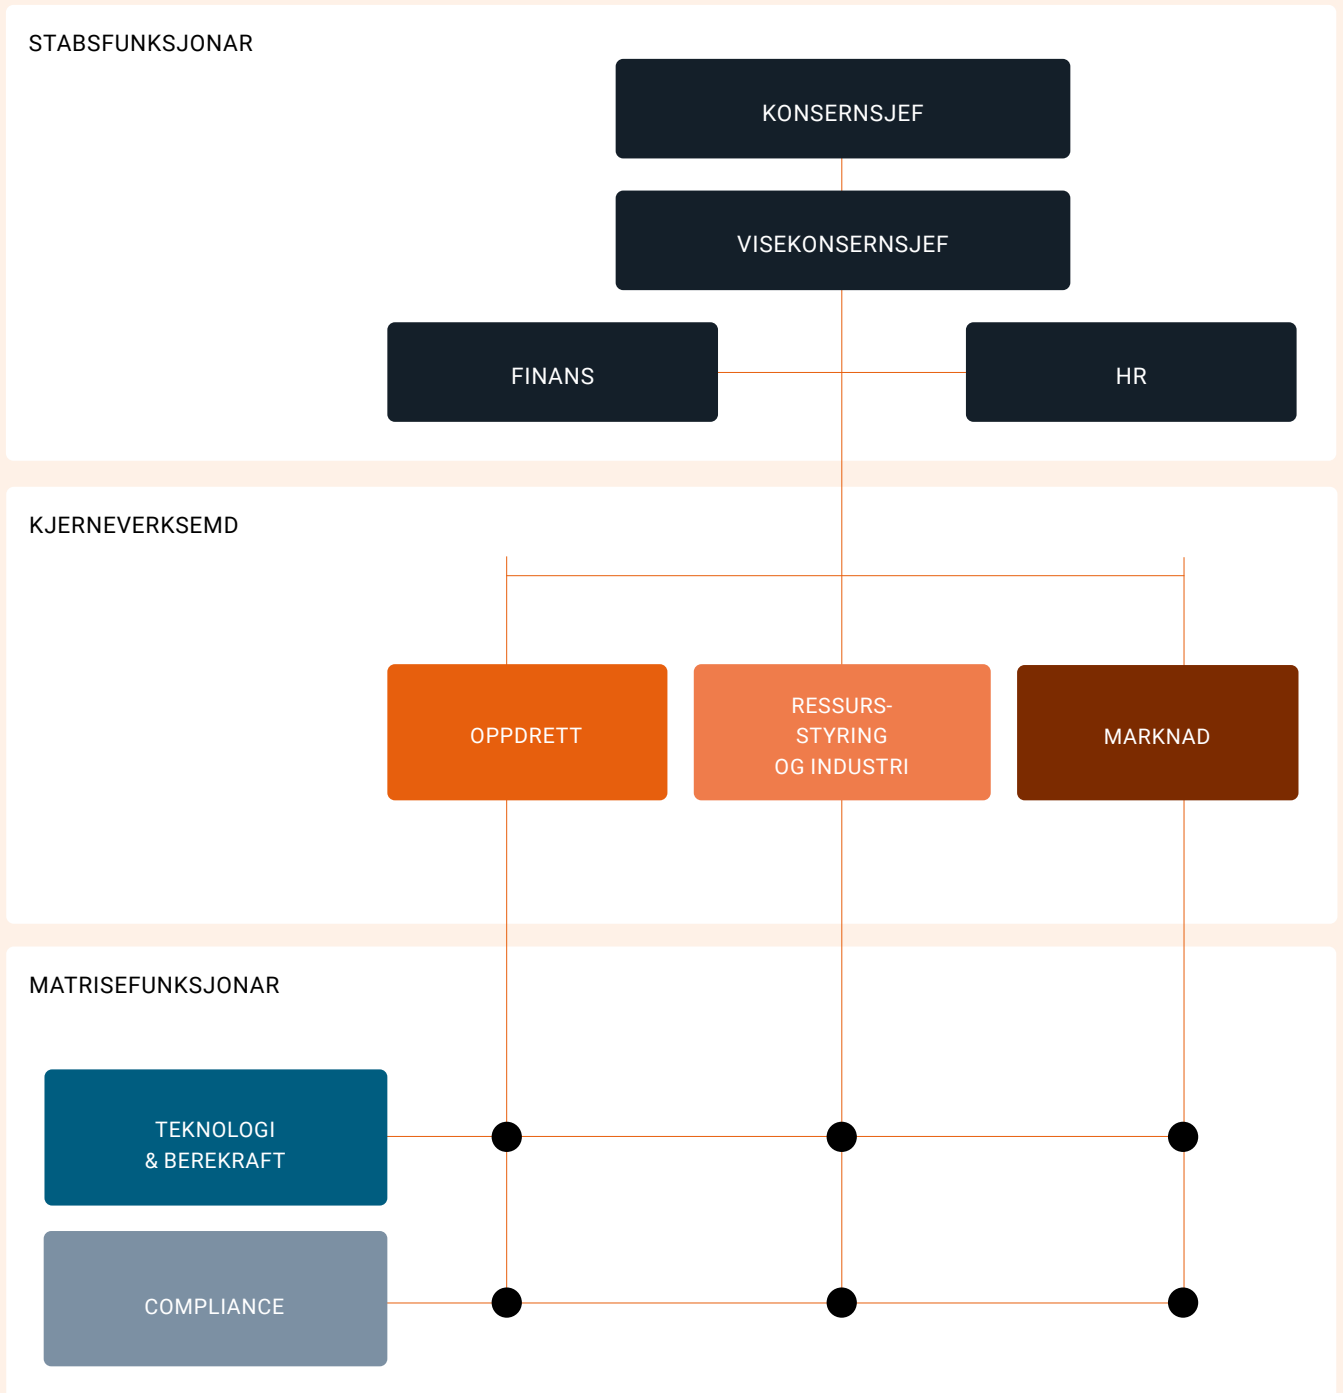 STABSFUNKSJONAR
KONSERNSJEF
VISEKONSERNSJEF
FINANS
HR
KJERNEVERKSEMD
OPPDRETT
RESSURS-
STYRING
OG INDUSTRI
MARKNAD
MATRISEFUNKSJONAR
TEKNOLOGI
& BEREKRAFT
COMPLIANCE